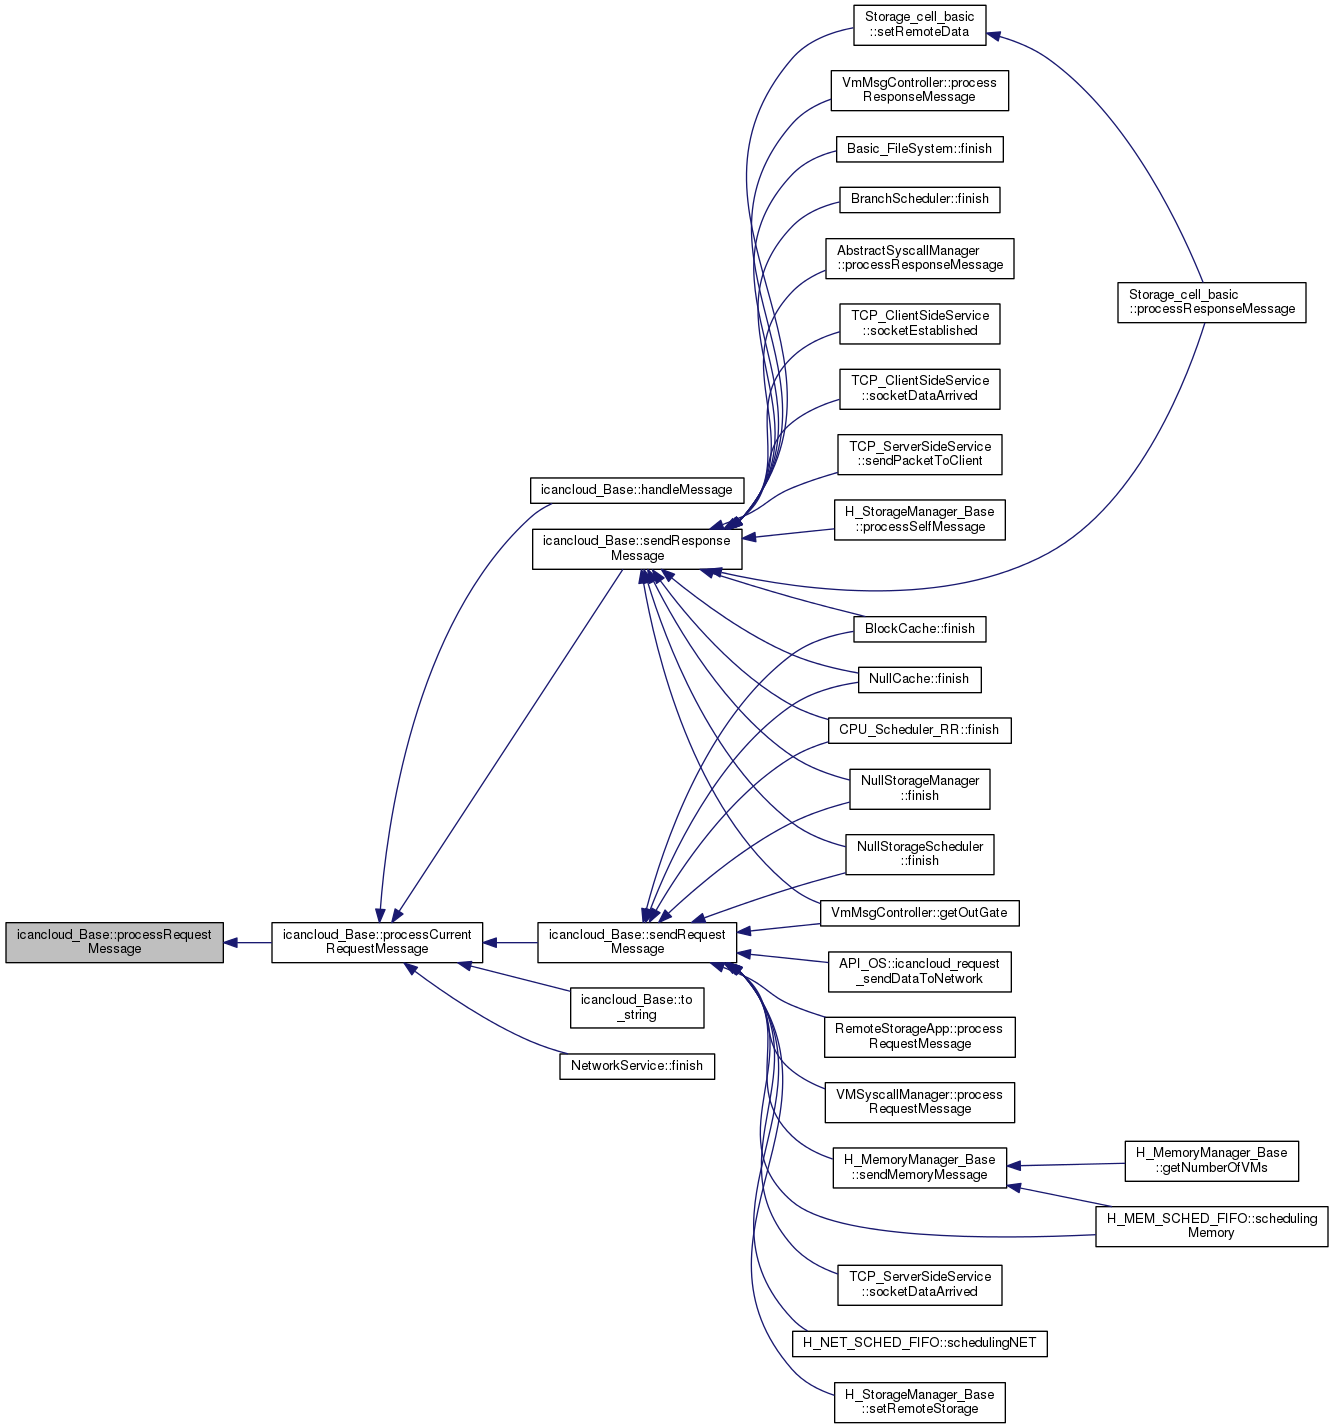 Storage_cell_basic
::setRemoteData
VmMsgController::process
ResponseMessage
Basic_FileSystem::finish
BranchScheduler::finish
AbstractSyscallManager
::processResponseMessage
Storage_cell_basic
::processResponseMessage
TCP_ClientSideService
::socketEstablished
TCP_ClientSideService
::socketDataArrived
TCP_ServerSideService
::sendPacketToClient
icancloud_Base::handleMessage
H_StorageManager_Base
::processSelfMessage
icancloud_Base::sendResponse
Message
BlockCache::finish
NullCache::finish
CPU_Scheduler_RR::finish
NullStorageManager
::finish
NullStorageScheduler
::finish
VmMsgController::getOutGate
icancloud_Base::processRequest
Message
icancloud_Base::processCurrent
RequestMessage
icancloud_Base::sendRequest
Message
API_OS::icancloud_request
_sendDataToNetwork
icancloud_Base::to
_string
RemoteStorageApp::process
RequestMessage
NetworkService::finish
VMSyscallManager::process
RequestMessage
H_MemoryManager_Base
::sendMemoryMessage
H_MemoryManager_Base
::getNumberOfVMs
H_MEM_SCHED_FIFO::scheduling
Memory
TCP_ServerSideService
::socketDataArrived
H_NET_SCHED_FIFO::schedulingNET
H_StorageManager_Base
::setRemoteStorage